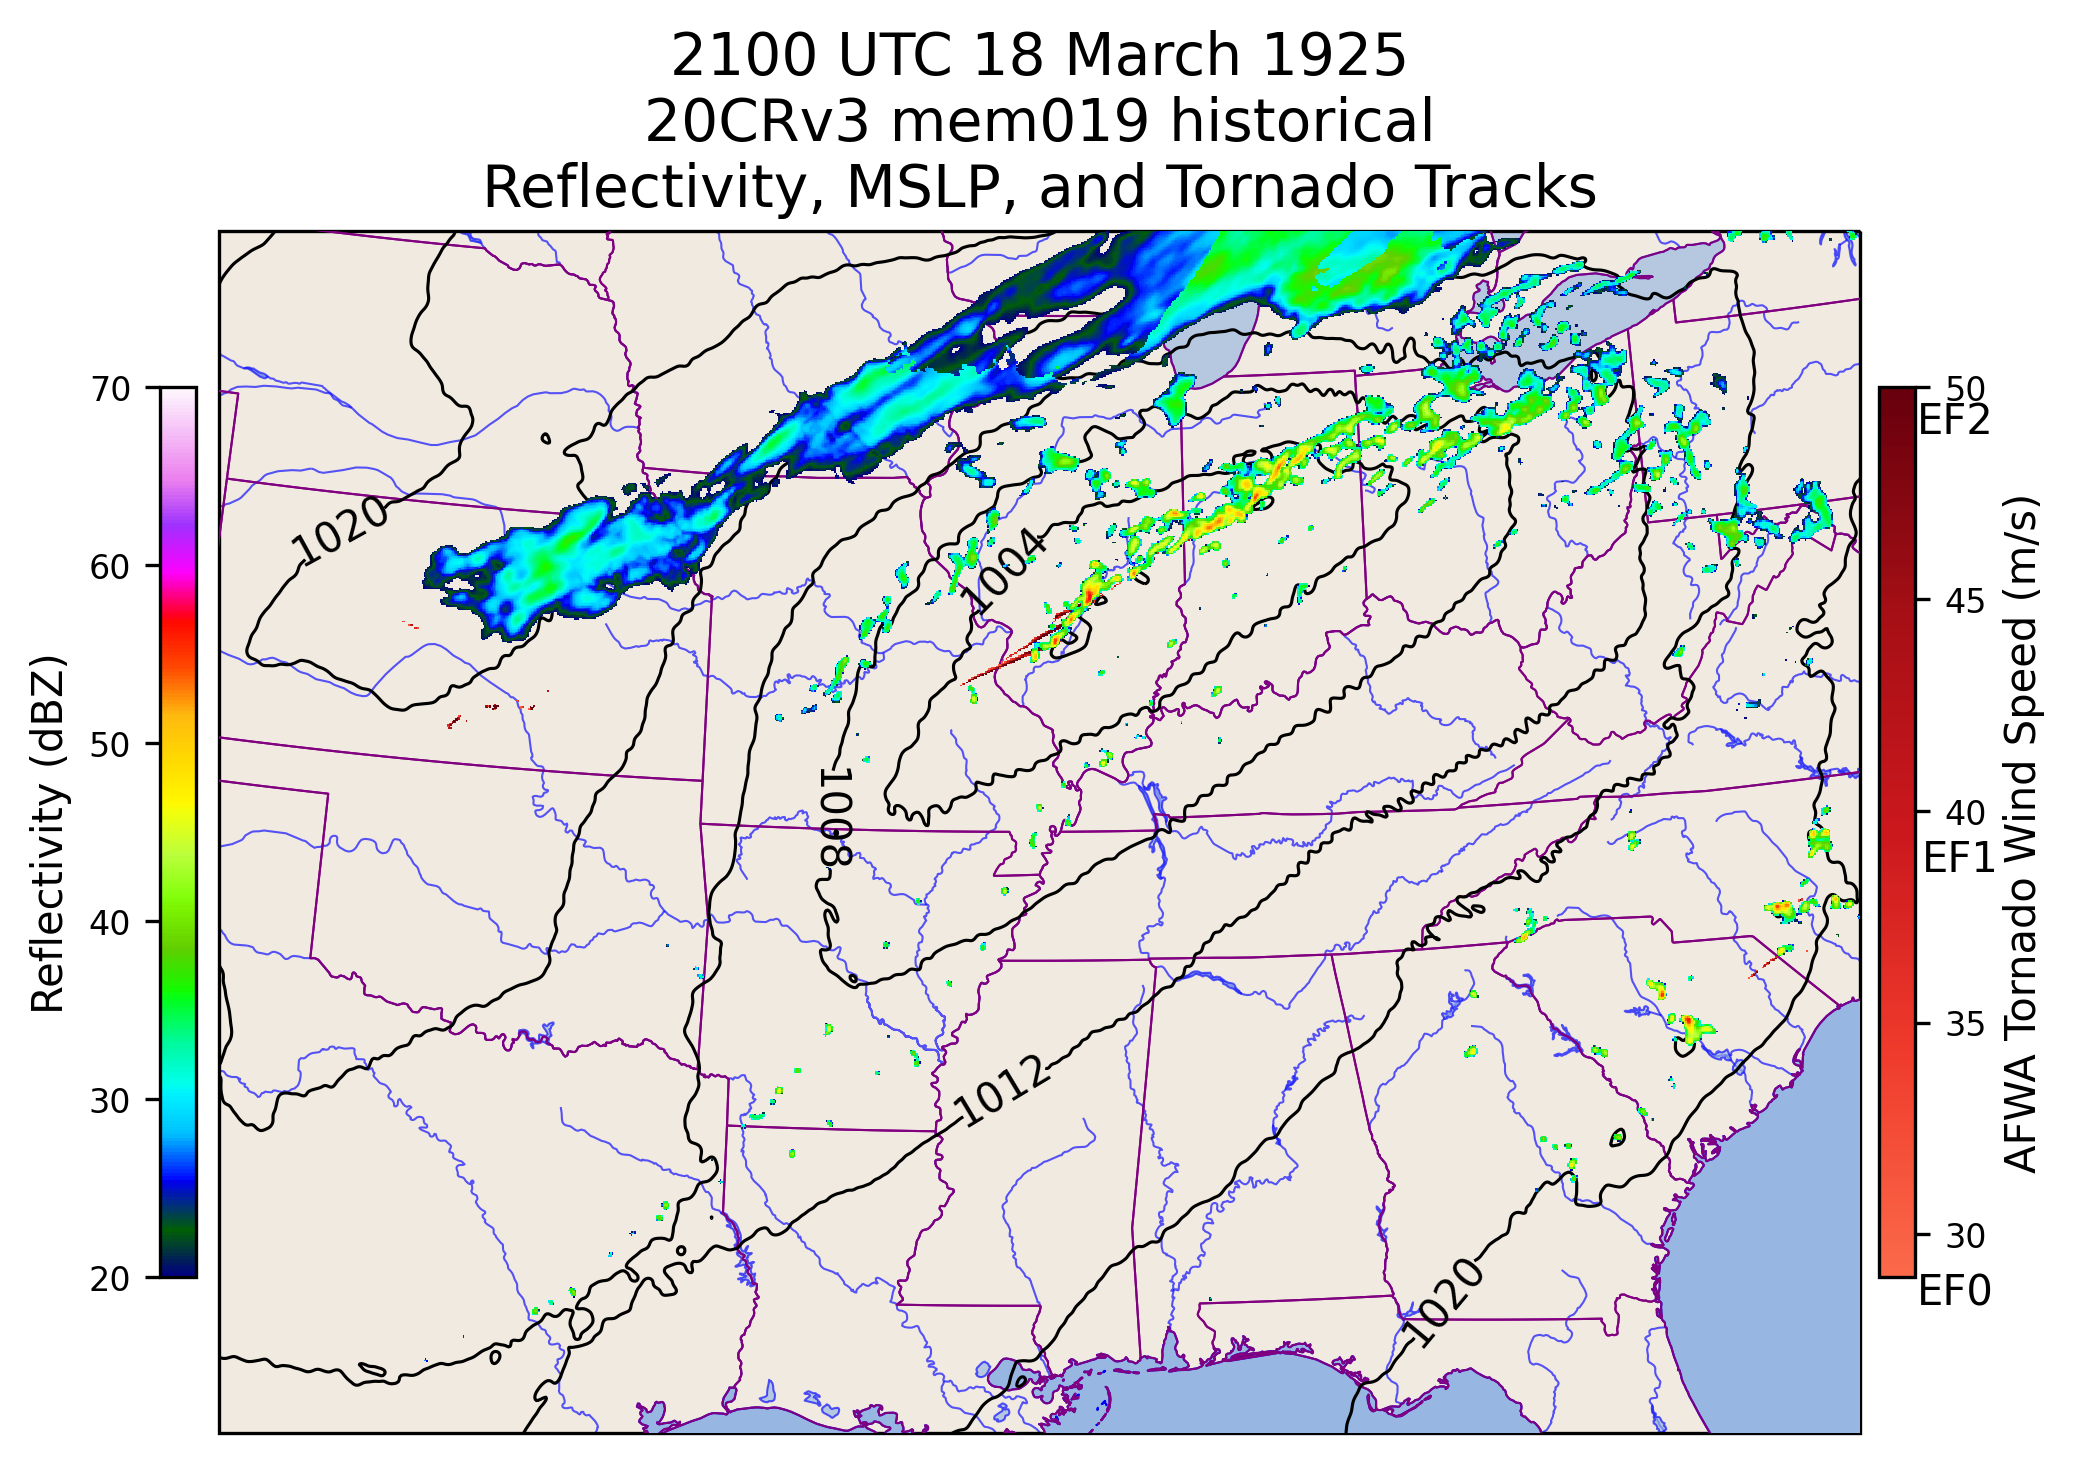 2100 UTC 18 March 1925
20CRv3 mem019 historical
Reflectivity, MSLP, and Tornado Tracks
70
60
50
40
30
20
Reflectivity (dBZ)
1020
1004
1008
1012
1020
50
EF2
45
40
EF1
35
30
EF0
AFWA Tornado Wind Speed (m/s)